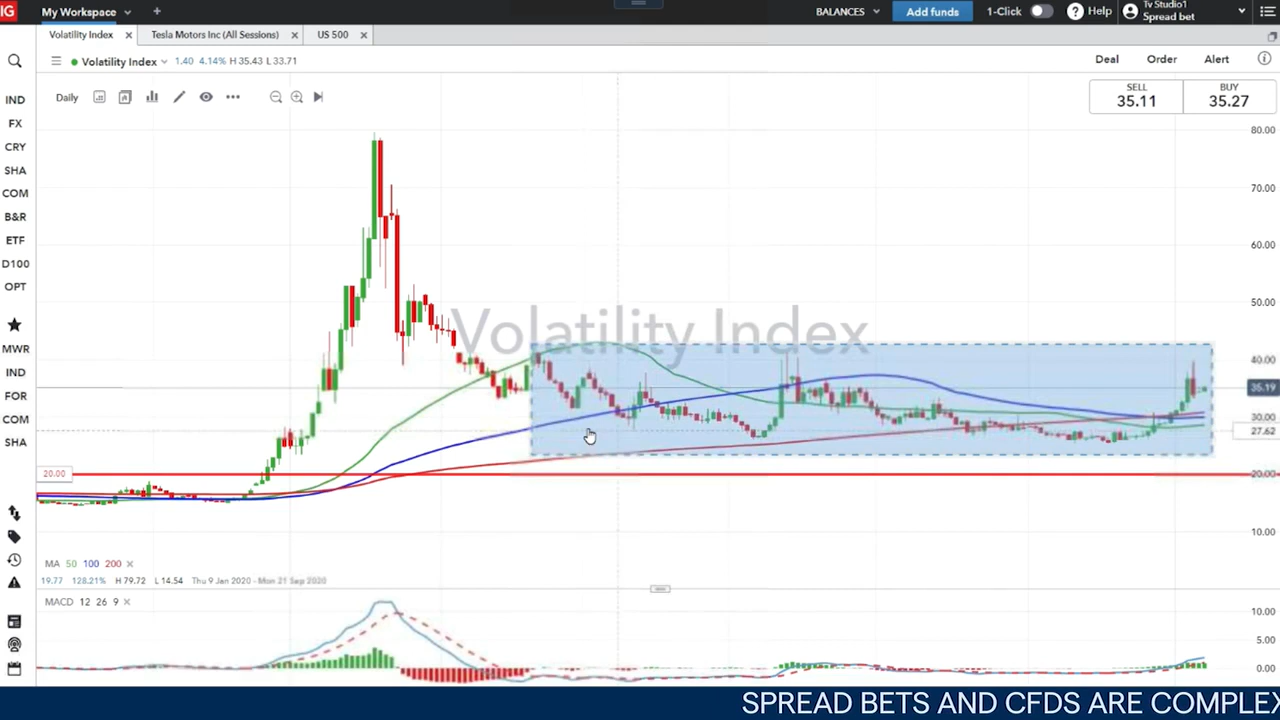 IG My Workspace + BALANCES Add funds 1-Click ? Help Tv Studio1
Spread bet
Volatility Index × Tesla Motors Inc (All Sessions) × US 500 ×
Volatility Index 1.40 4.14% H 35.43 L 33.71 Deal Order Alert
Daily
SELL BUY
35.11 35.27
IND
FX
CRY
SHA
COM
B&R
ETF
D100
OPT
MWR
IND
FOR
COM
SHA
Volatility Index
80.00
70.00
60.00
50.00
40.00
35.19
30.00
27.62
20.00 20.00
10.00
MA 50 100 200 ×
19.77 128.21% H 79.72 L 14.54 Thu 9 Jan 2020 - Mon 21 Sep 2020
MACD 12 26 9 ×
10.00
5.00
0.00
SPREAD BETS AND CFDS ARE COMPLEX